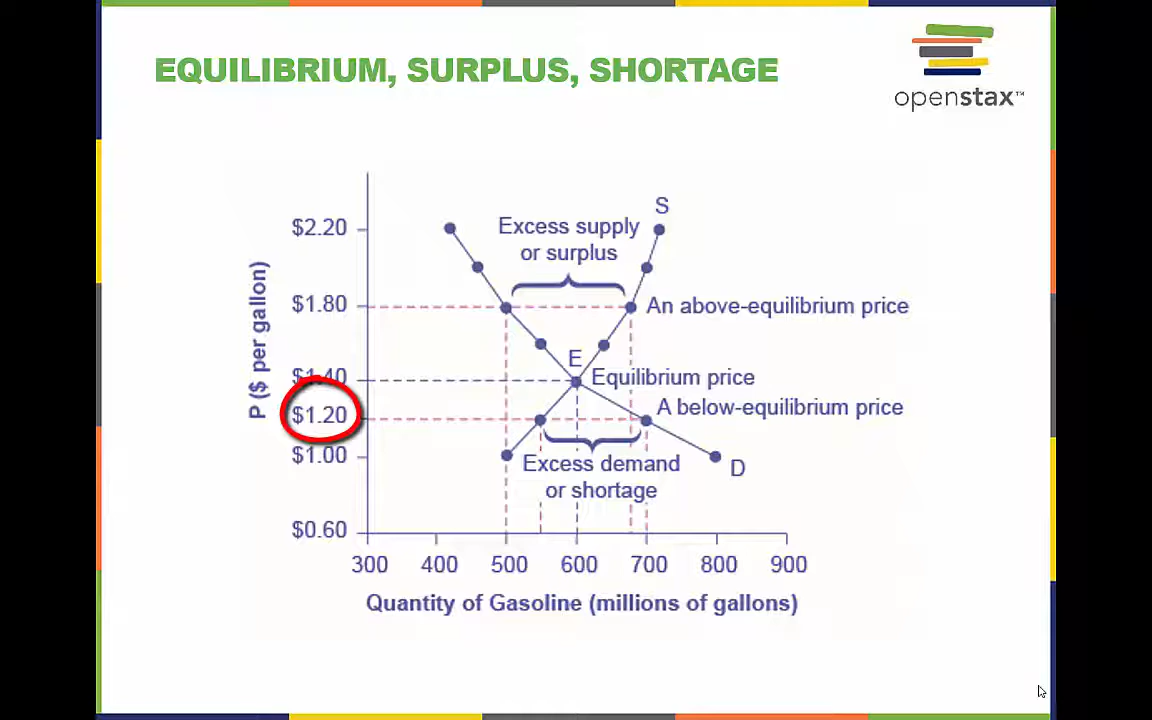 EQUILIBRIUM, SURPLUS, SHORTAGE
openstax™
S
$2.20
Excess supply
or surplus
$1.80
An above-equilibrium price
E
$1.40
Equilibrium price
A below-equilibrium price
$1.20
$1.00
Excess demand
or shortage
D
$0.60
P ($ per gallon)
300 400 500 600 700 800 900
Quantity of Gasoline (millions of gallons)